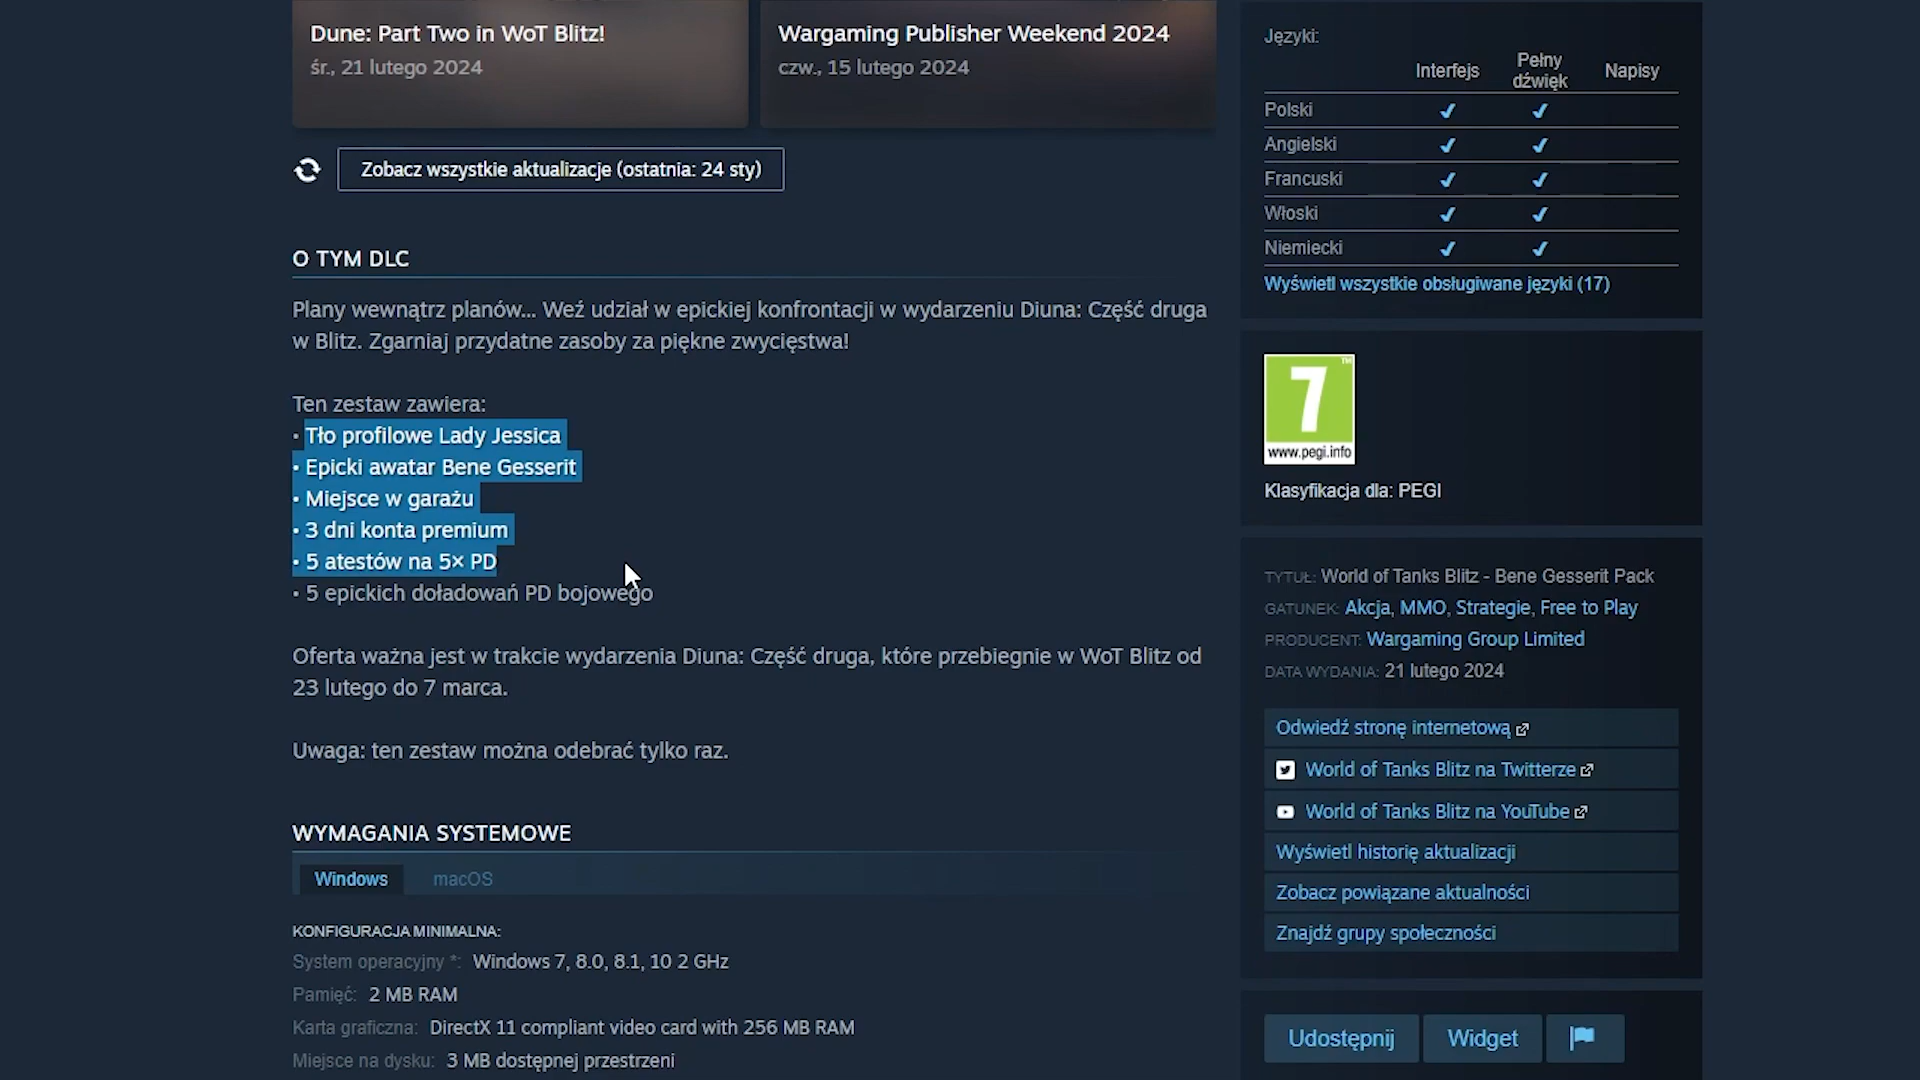 Dune: Part Two in WoT Blitz!
śr., 21 lutego 2024
Wargaming Publisher Weekend 2024
czw., 15 lutego 2024
Zobacz wszystkie aktualizacje (ostatnia: 24 sty)
O TYM DLC
Plany wewnątrz planów... Weź udział w epickiej konfrontacji w wydarzeniu Diuna: Część druga
w Blitz. Zgarniaj przydatne zasoby za piękne zwycięstwa!
Ten zestaw zawiera:
• Tło profilowe Lady Jessica
• Epicki awatar Bene Gesserit
• Miejsce w garażu
• 3 dni konta premium
• 5 atestów na 5× PD
• 5 epickich doładowań PD bojowego
Oferta ważna jest w trakcie wydarzenia Diuna: Część druga, które przebiegnie w WoT Blitz od
23 lutego do 7 marca.
Uwaga: ten zestaw można odebrać tylko raz.
WYMAGANIA SYSTEMOWE
Windows macOS
KONFIGURACJA MINIMALNA:
System operacyjny *: Windows 7, 8.0, 8.1, 10 2 GHz
Pamięć: 2 MB RAM
Karta graficzna: DirectX 11 compliant video card with 256 MB RAM
Miejsce na dysku: 3 MB dostępnej przestrzeni
Języki:
Interfejs Pełny dźwięk Napisy
Polski ✔ ✔
Angielski ✔ ✔
Francuski ✔ ✔
Włoski ✔ ✔
Niemiecki ✔ ✔
Wyświetl wszystkie obsługiwane języki (17)
7
TM
www.pegi.info
Klasyfikacja dla: PEGI
TYTUŁ: World of Tanks Blitz - Bene Gesserit Pack
GATUNEK: Akcja, MMO, Strategie, Free to Play
PRODUCENT: Wargaming Group Limited
DATA WYDANIA: 21 lutego 2024
Odwiedź stronę internetową
World of Tanks Blitz na Twitterze
World of Tanks Blitz na YouTube
Wyświetl historię aktualizacji
Zobacz powiązane aktualności
Znajdź grupy społeczności
Udostępnij Widget